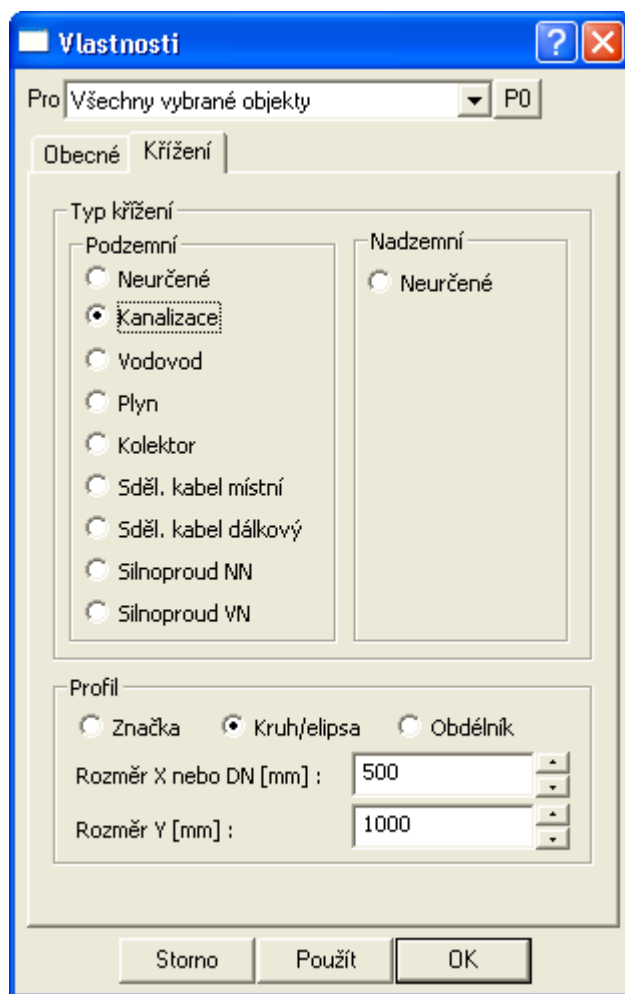 Vlastnosti
?
Pro Všechny vybrané objekty P0
Obecné Křížení
Typ křížení
Podzemní
Neurčené
Kanalizace
Vodovod
Plyn
Kolektor
Sděl. kabel místní
Sděl. kabel dálkový
Silnoproud NN
Silnoproud VN
Nadzemní
Neurčené
Profil
Značka Kruh/elipsa Obdélník
Rozměr X nebo DN [mm] : 500
Rozměr Y [mm] : 1000
Storno Použít OK